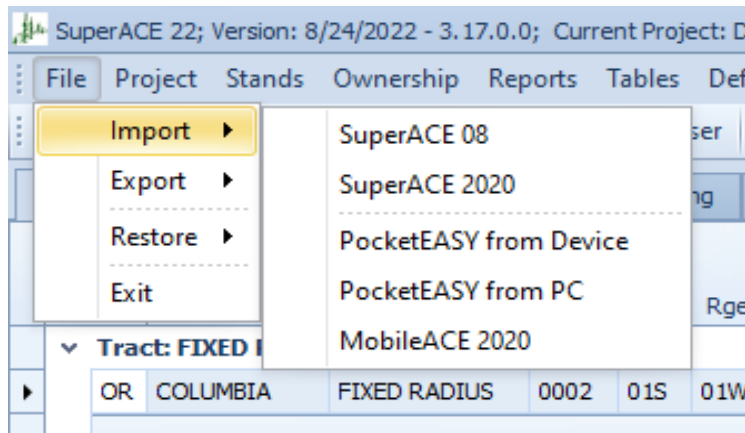 SuperACE 22; Version: 8/24/2022 - 3.17.0.0; Current Project: D
File Project Stands Ownership Reports Tables Def
Import SuperACE 08 ser
Export SuperACE 2020 ng
Restore PocketEASY from Device
Exit PocketEASY from PC Rge
Tract: FIXED MobileACE 2020
OR COLUMBIA FIXED RADIUS 0002 01S 01W